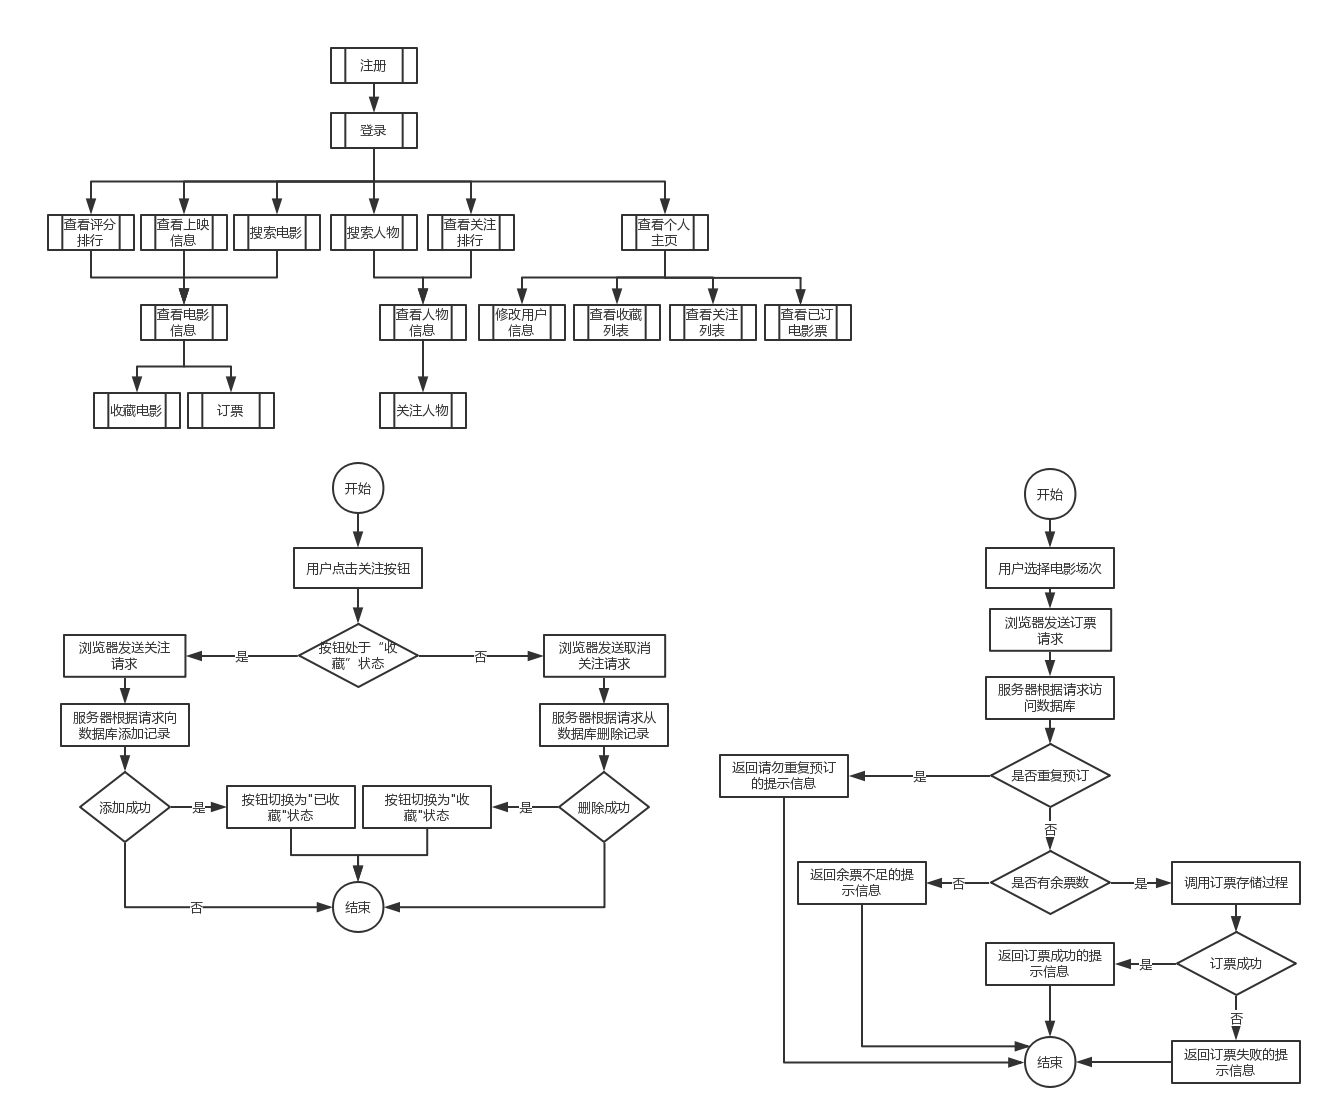 注册
登录
查看评分
排行
查看上映
信息
搜索电影
搜索人物
查看关注
排行
查看个人
主页
查看电影
信息
查看人物
信息
修改用户
信息
查看收藏
列表
查看关注
列表
查看已订
电影票
收藏电影
订票
关注人物
开始
用户点击关注按钮
按钮处于“收
藏”状态
是
否
浏览器发送关注
请求
浏览器发送取消
关注请求
服务器根据请求向
数据库添加记录
服务器根据请求从
数据库删除记录
添加成功
是
按钮切换为"已收
藏"状态
按钮切换为"收
藏"状态
是
删除成功
否
结束
开始
用户选择电影场次
浏览器发送订票
请求
服务器根据请求访
问数据库
是否重复预订
是
返回请勿重复预订
的提示信息
否
是否有余票数
否
返回余票不足的提
示信息
是
调用订票存储过程
订票成功
是
返回订票成功的提
示信息
否
返回订票失败的提
示信息
结束